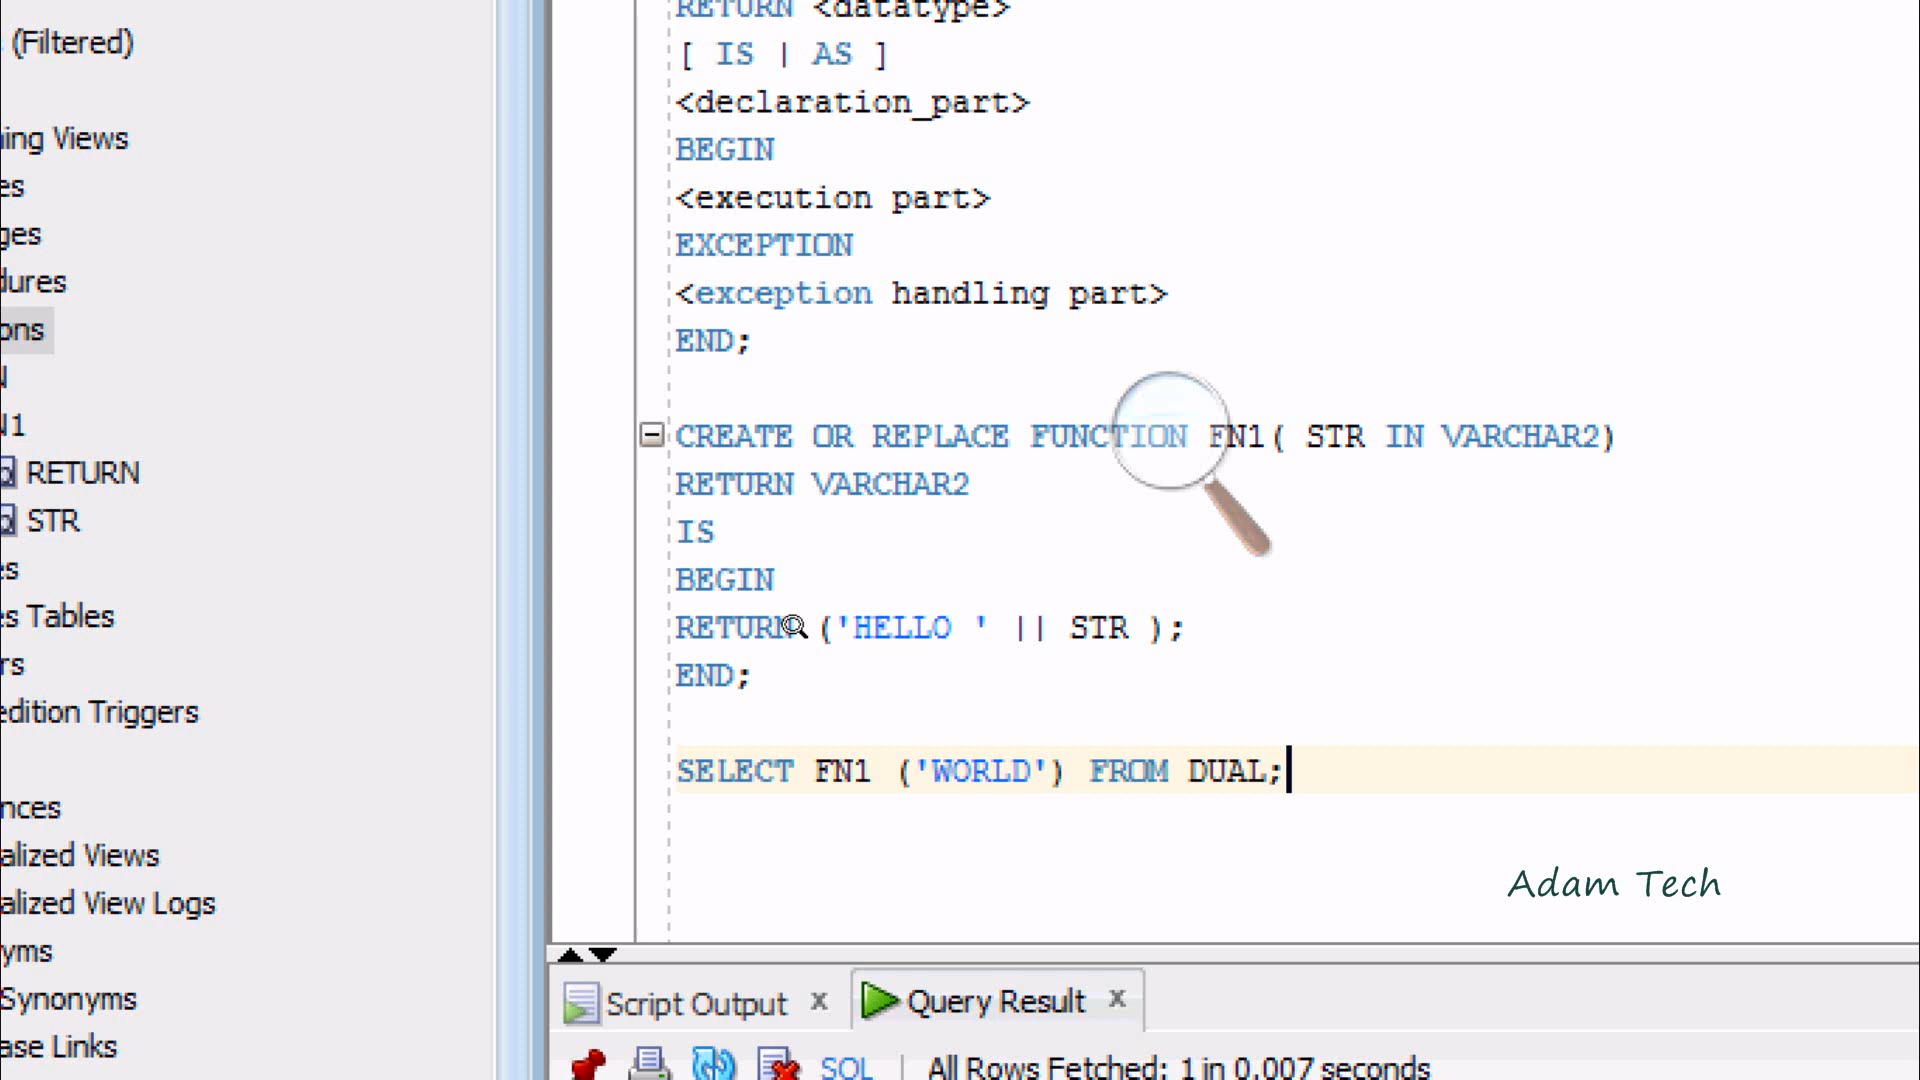 (Filtered)
ing Views
es
ges
dures
ons
N1
RETURN
STR
es
s Tables
rs
edition Triggers
nces
alized Views
alized View Logs
yms
Synonyms
ase Links
RETURN <datatype>
[ IS | AS ]
<declaration_part>
BEGIN
<execution part>
EXCEPTION
<exception handling part>
END;
CREATE OR REPLACE FUNCTION FN1( STR IN VARCHAR2)
RETURN VARCHAR2
IS
BEGIN
RETURN ('HELLO ' || STR );
END;
SELECT FN1 ('WORLD') FROM DUAL;
Adam Tech
Script Output x
Query Result x
SQL | All Rows Fetched: 1 in 0.007 seconds